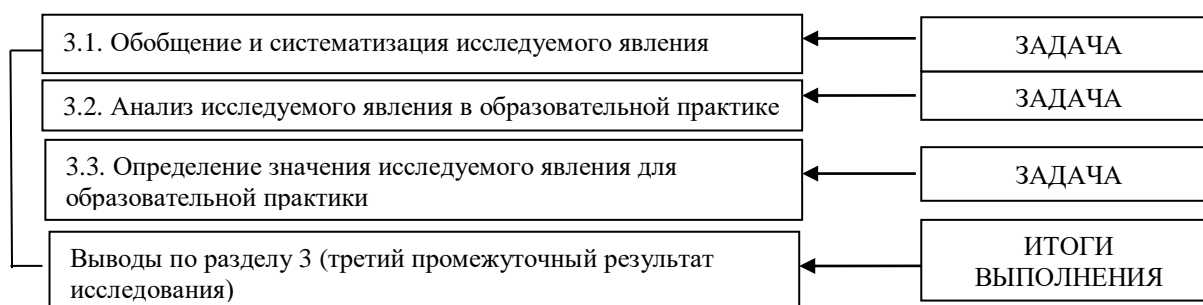 3.1. Обобщение и систематизация исследуемого явления
ЗАДАЧА
3.2. Анализ исследуемого явления в образовательной практике
ЗАДАЧА
3.3. Определение значения исследуемого явления для
образовательной практики
ЗАДАЧА
Выводы по разделу 3 (третий промежуточный результат
исследования)
ИТОГИ
ВЫПОЛНЕНИЯ